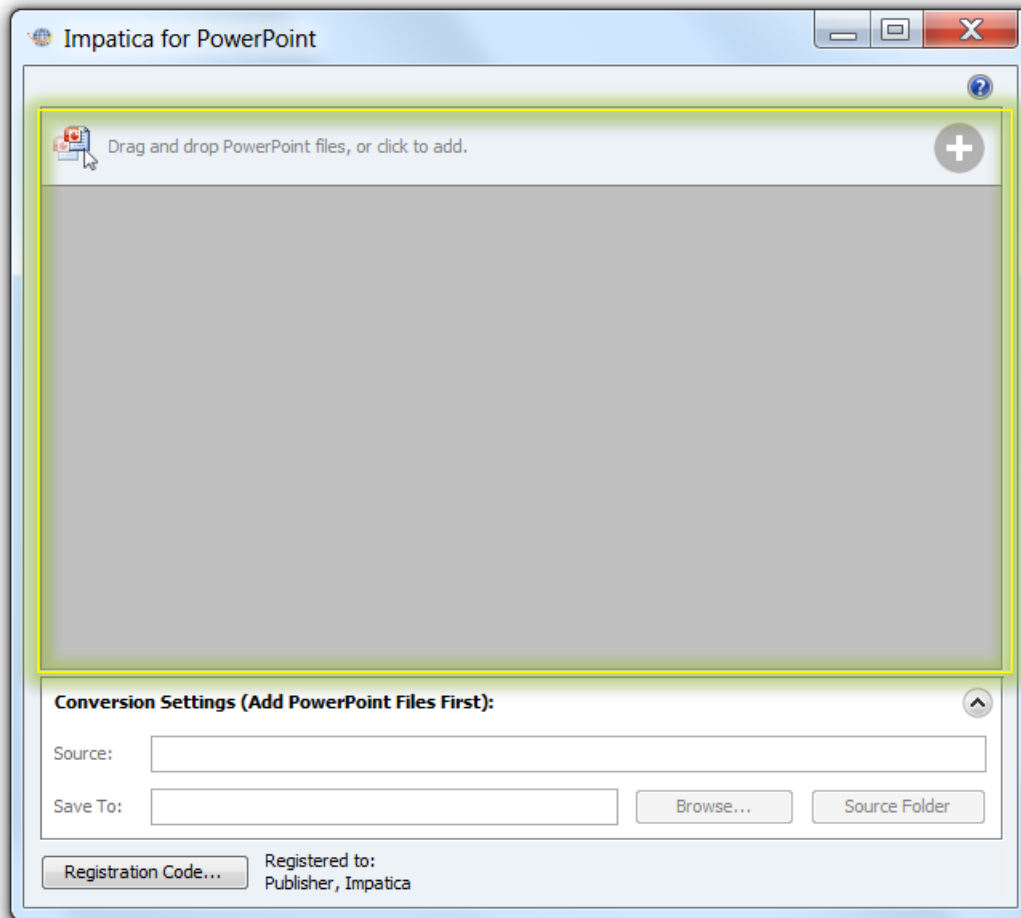 Impatica for PowerPoint
Drag and drop PowerPoint files, or click to add.
Conversion Settings (Add PowerPoint Files First):
Source:
Save To:
Browse...
Source Folder
Registration Code...
Registered to:
Publisher, Impatica